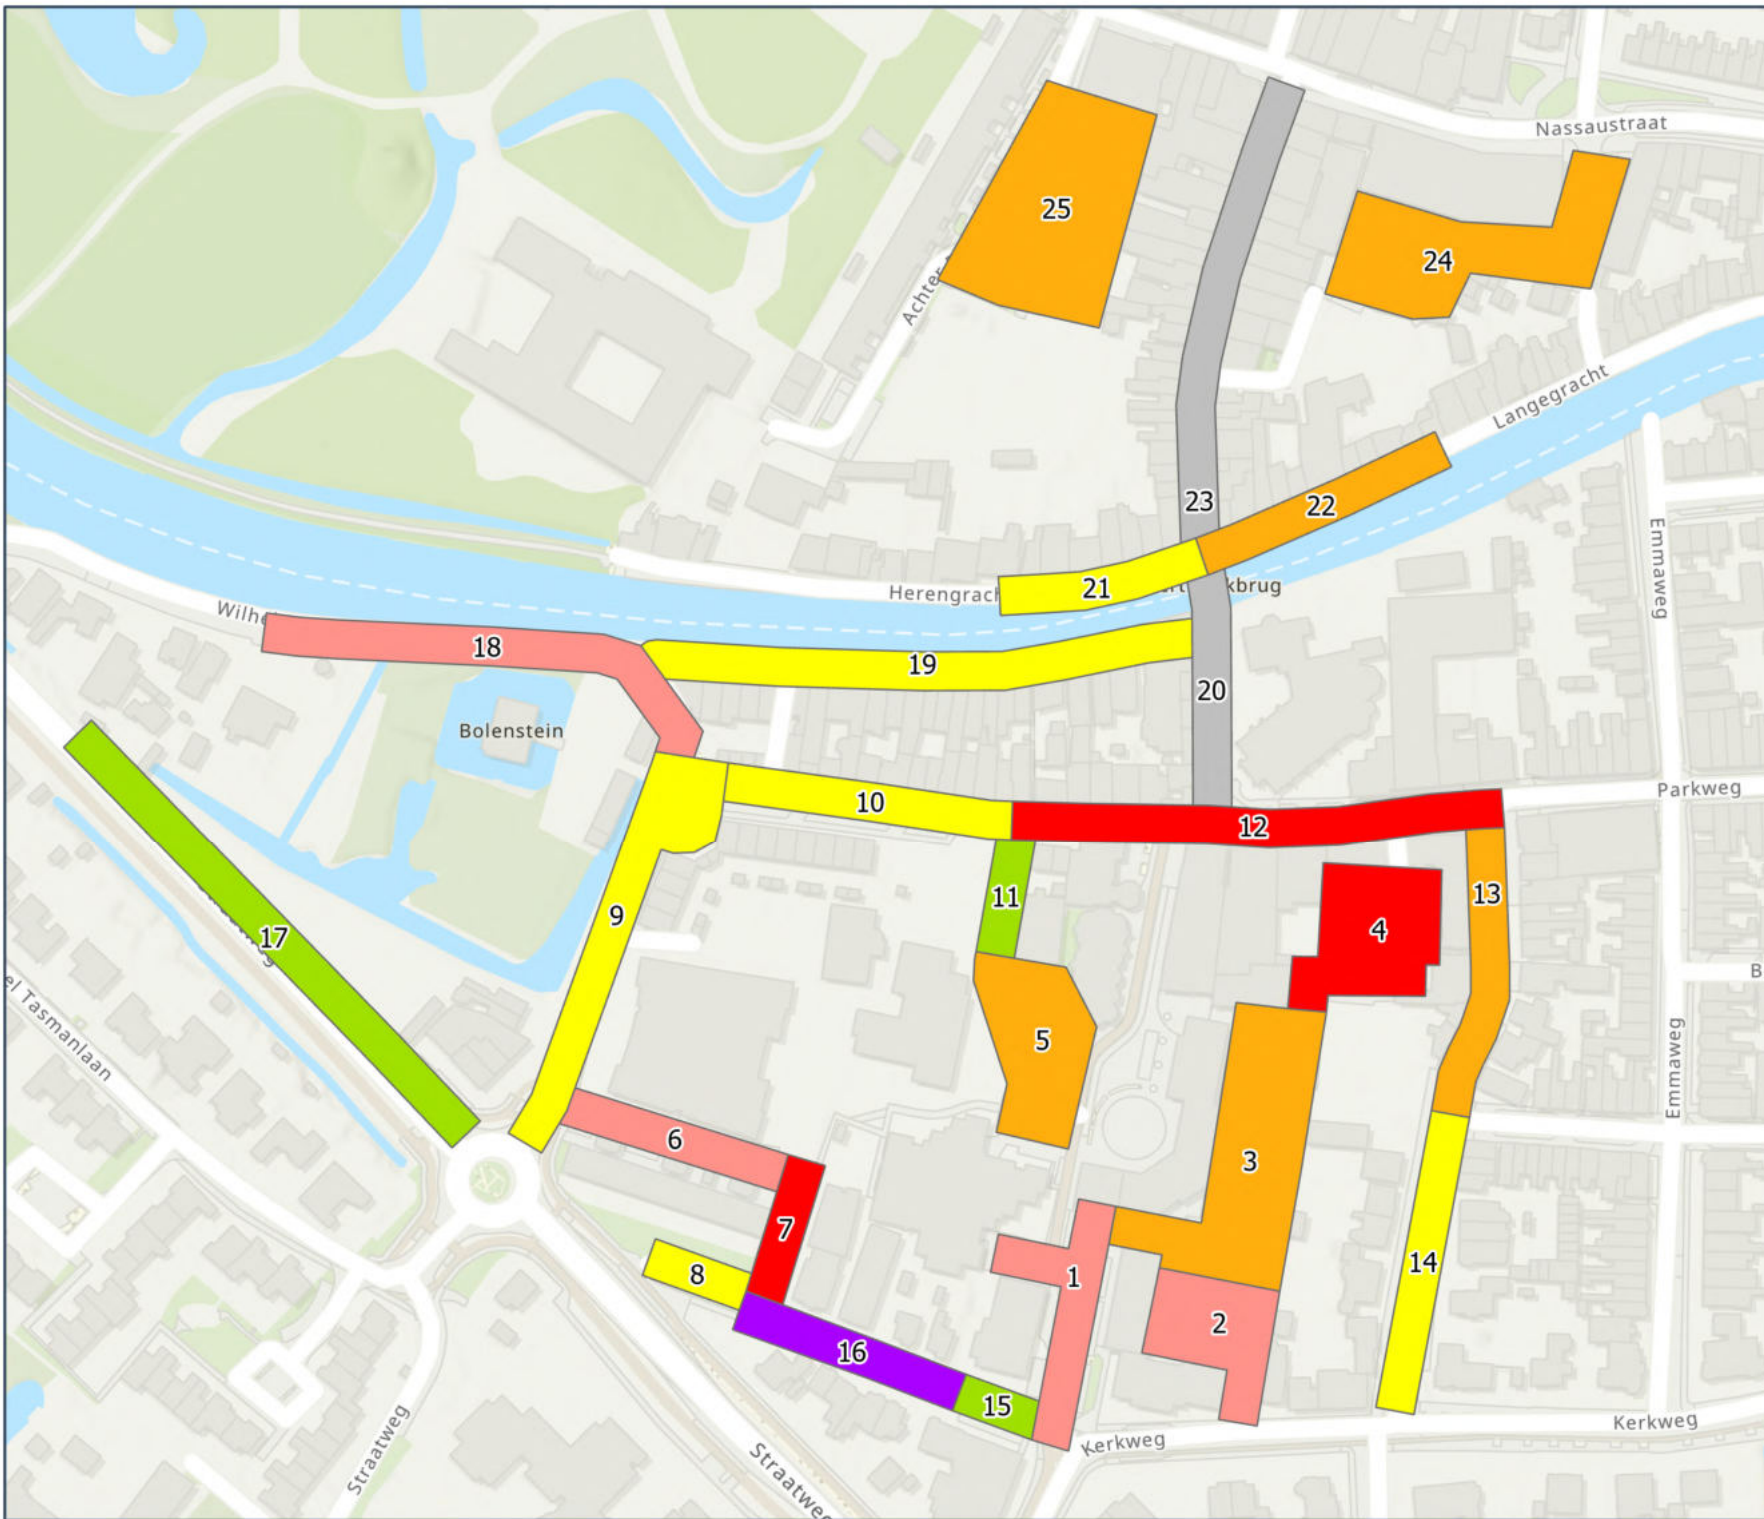 Nassaustraat
25
24
Achter
Langegracht
23
22
Emmaweg
21
Herengrach
kbrug
Wilhe
18
19
20
Bolenstein
Parkweg
10
12
11
13
9
4
17
B
el Tasmanlaan
5
Emmaweg
6
3
7
8
1
14
2
16
15
Kerkweg
Kerkweg
Straatweg
Straatweg